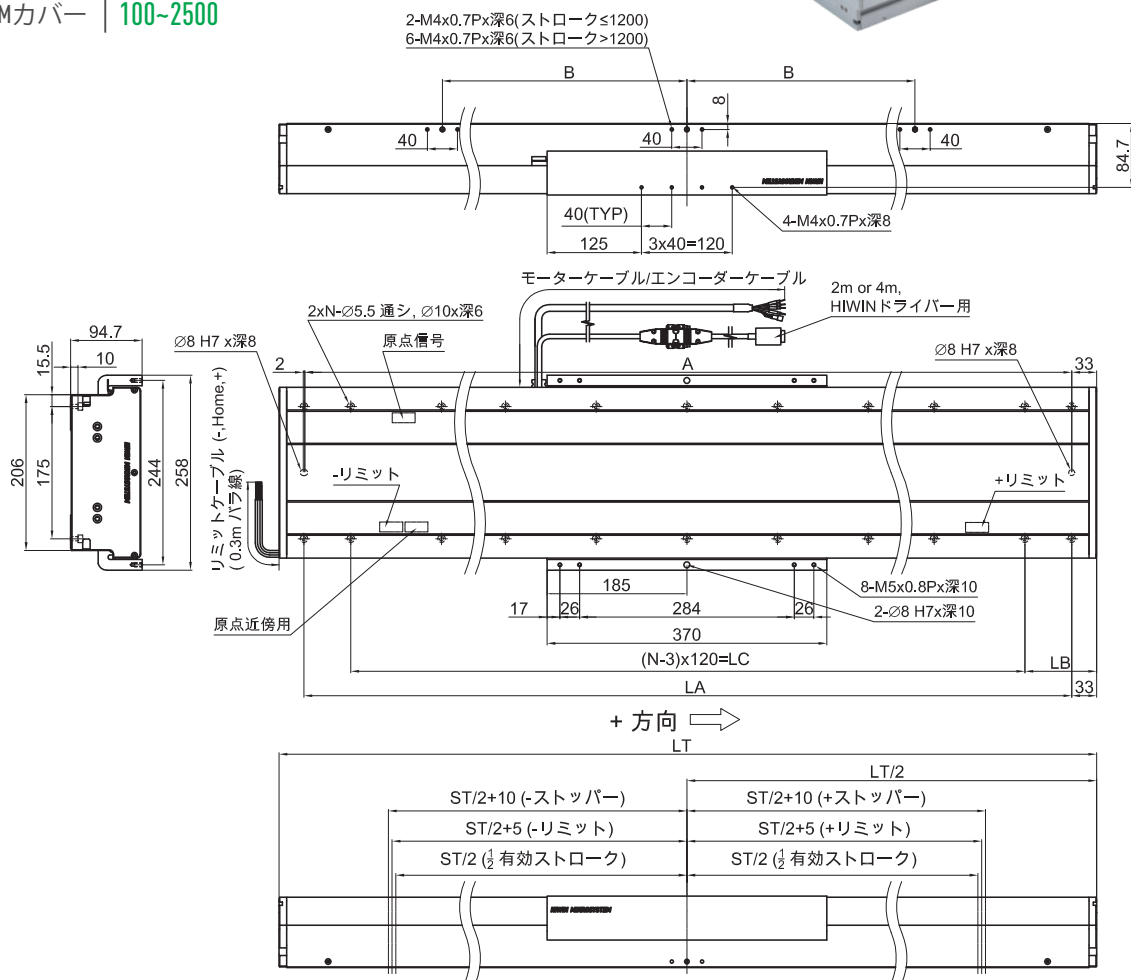 Mカバー | 100~2500
2-M4x0.7Px深6(ストローク≤1200)
6-M4x0.7Px深6(ストローク>1200)
B
B
8
40
40
40
84.7
HIWIN MIKROSYSTEM
40(TYP)
4-M4x0.7Px深8
125
3x40=120
モーターケーブル/エンコーダーケーブル
2m or 4m,
HIWINドライバー用
2xN-Ø5.5 通シ, Ø10x深6
94.7
原点信号
Ø8 H7 x深8
Ø8 H7 x深8
15.5
10
2
A
33
リミットケーブル (-,Home,+)
( 0.3m バラ線)
206
175
HIWIN MIKROSYSTEM
244
258
-リミット
+リミット
185
8-M5x0.8Px深10
17
26
284
26
2-Ø8 H7x深10
原点近傍用
370
(N-3)x120=LC
LB
LA
33
+ 方向
LT
LT/2
ST/2+10 (-ストッパー)
ST/2+10 (+ストッパー)
ST/2+5 (-リミット)
ST/2+5 (+リミット)
ST/2 (½ 有効ストローク)
ST/2 (½ 有効ストローク)
HIWIN MIKROSYSTEM